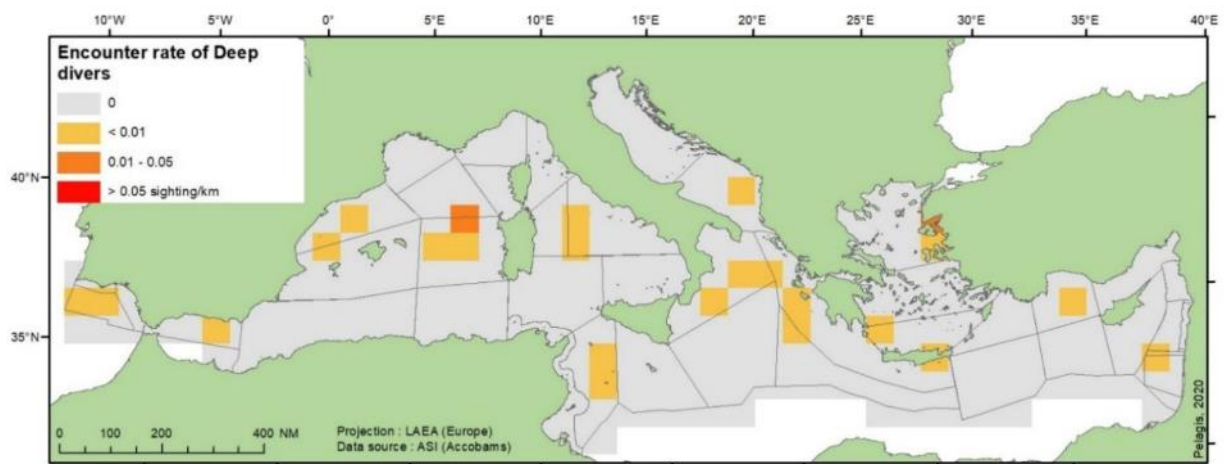 10°W 5°W 0° 5°E 10°E 15°E 20°E 25°E 30°E 35°E 40°E
Encounter rate of Deep
divers
0
< 0.01
0.01 - 0.05
> 0.05 sighting/km
40°N
35°N
0 100 200 400 NM
Projection : LAEA (Europe)
Data source : ASI (Accobams)
Pelagis, 2020